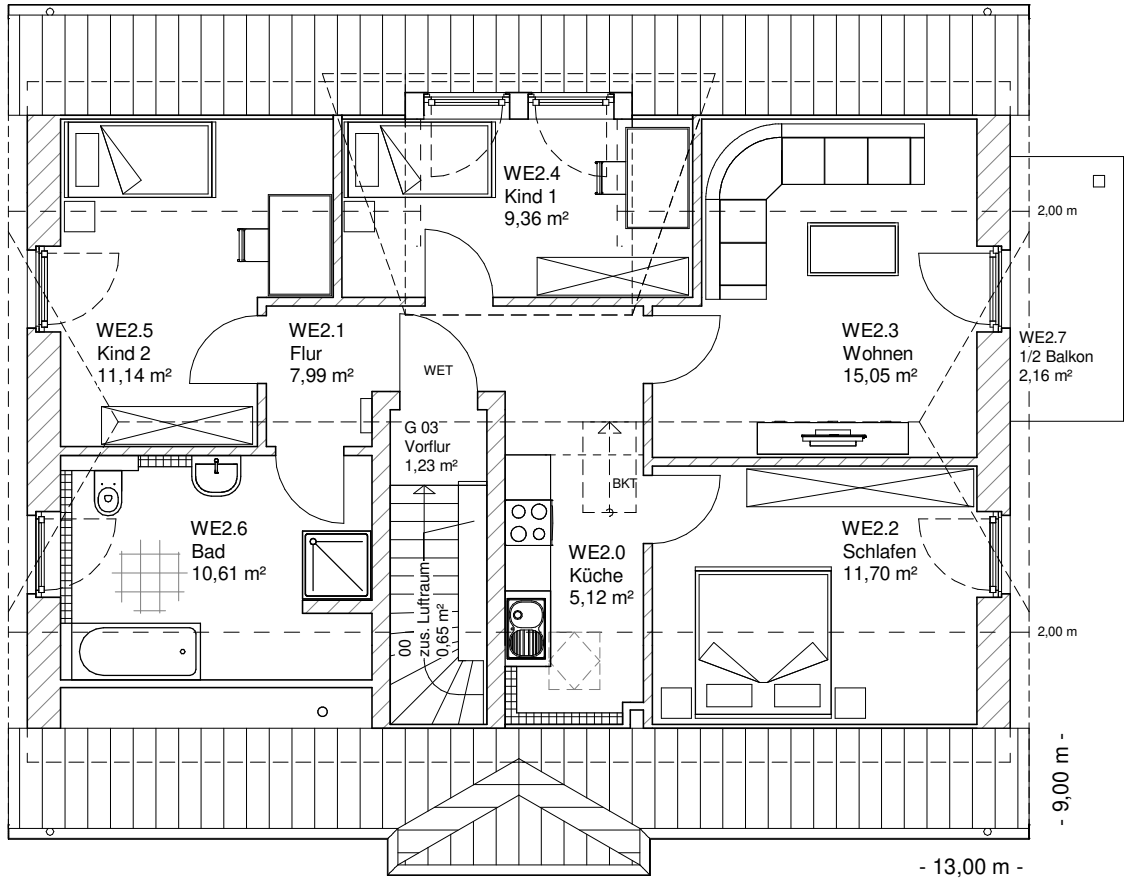 WE2.4
Kind 1
9,36 m²
2,00 m
WE2.5
Kind 2
11,14 m²
WE2.1
Flur
7,99 m²
WET
WE2.3
Wohnen
15,05 m²
WE2.7
1/2 Balkon
2,16 m²
G 03
Vorflur
1,23 m²
BKT
WE2.6
Bad
10,61 m²
WE2.0
Küche
5,12 m²
WE2.2
Schlafen
11,70 m²
00
zus. Luftraum
0,65 m²
2,00 m
- 9,00 m -
- 13,00 m -